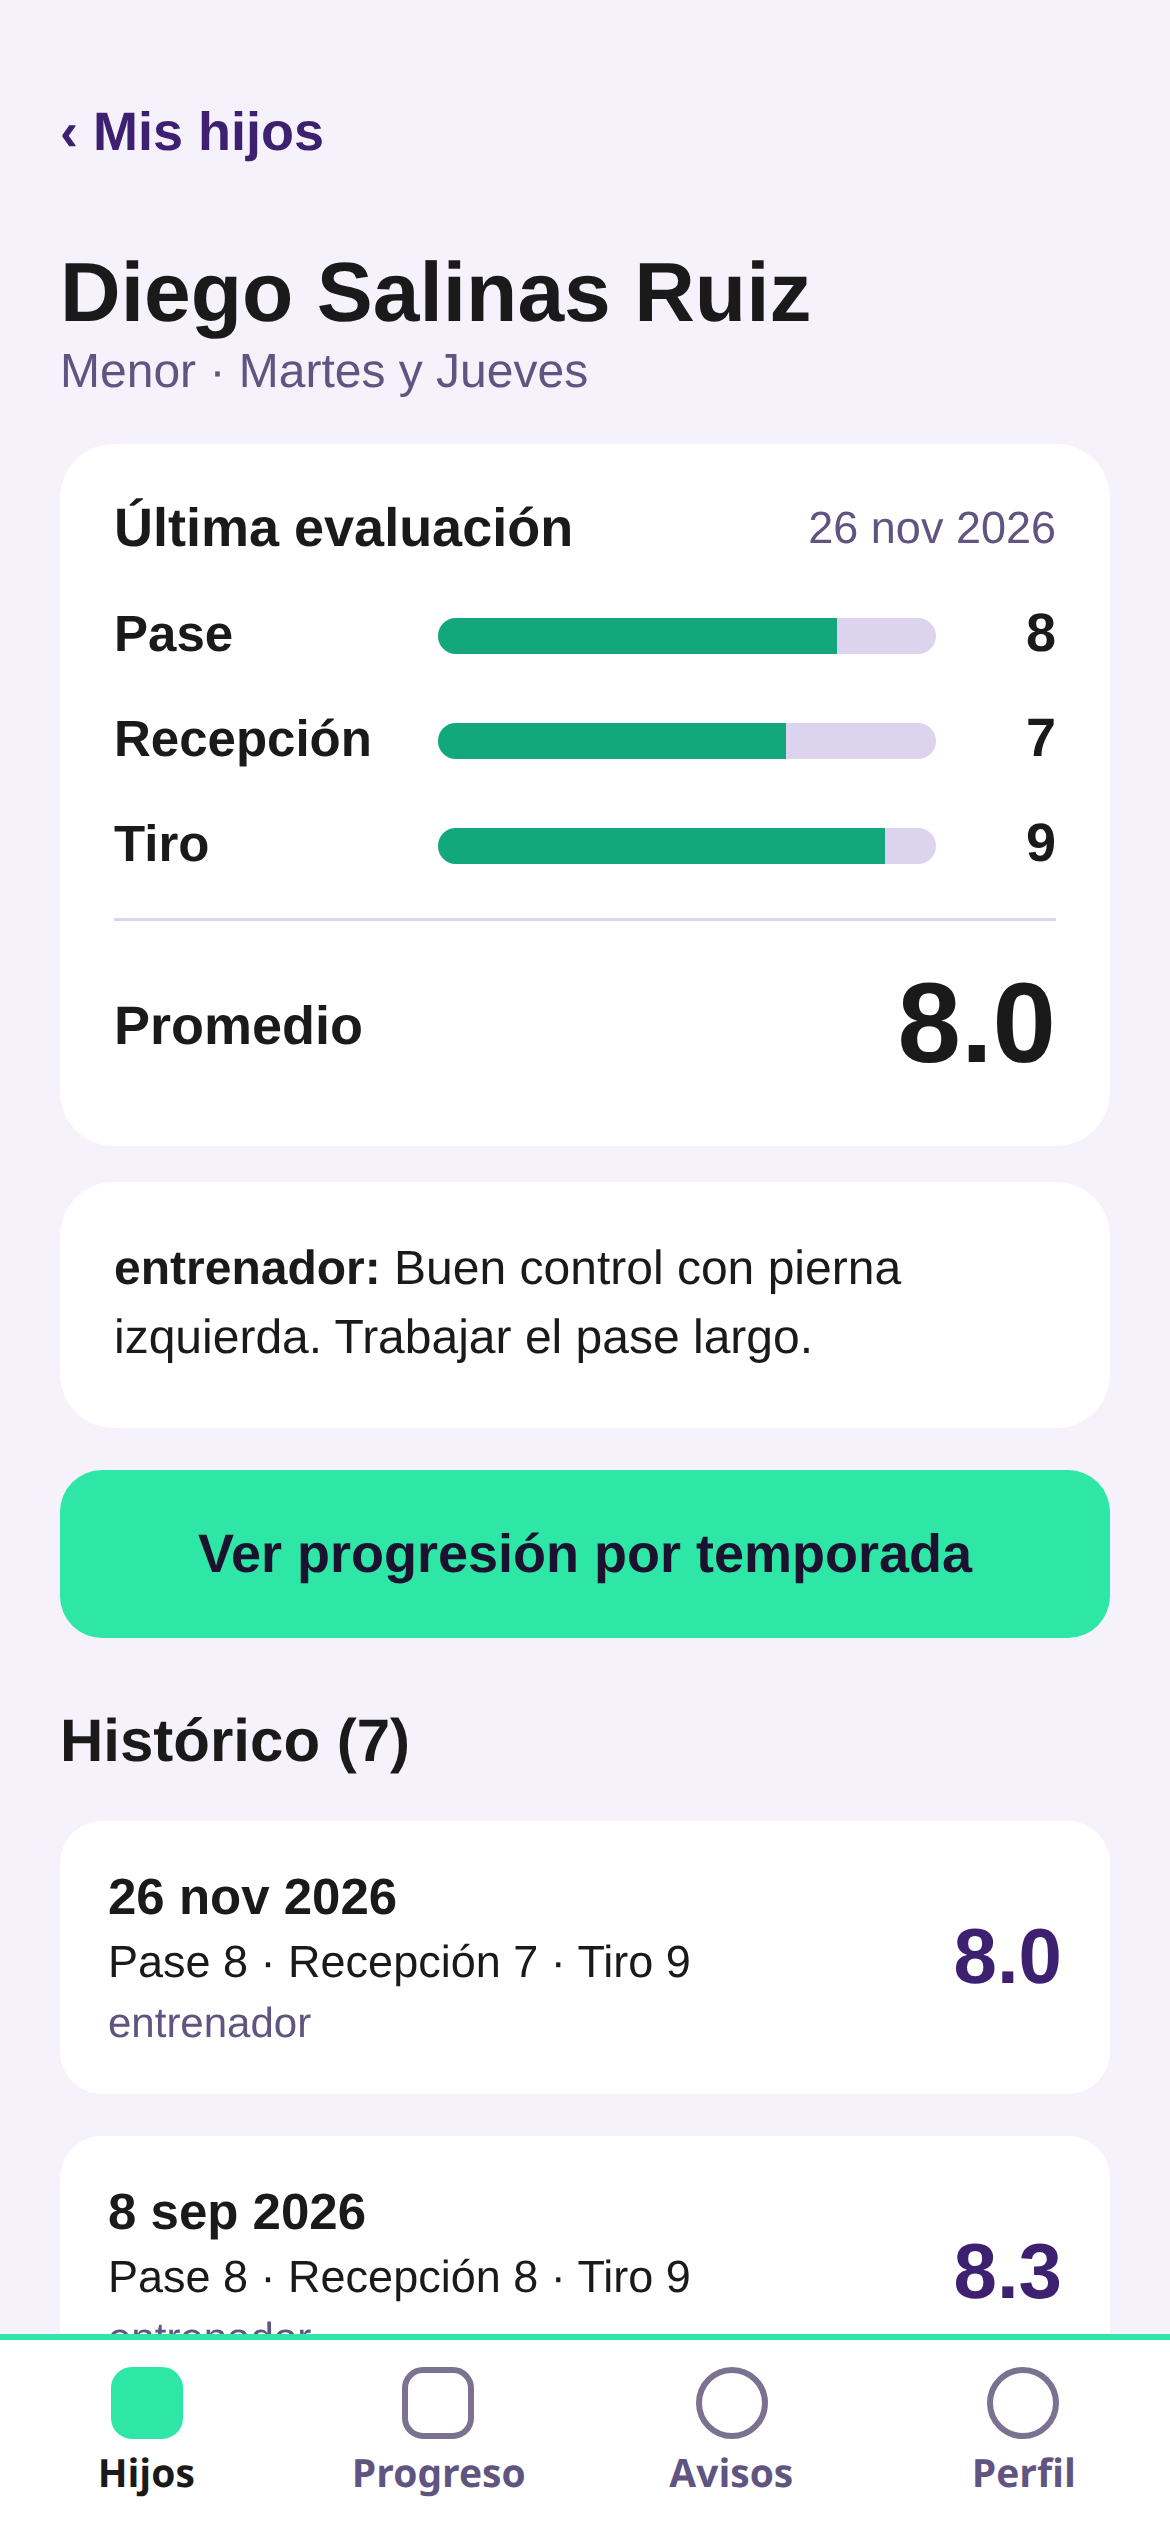 ‹ Mis hijos
Diego Salinas Ruiz
Menor · Martes y Jueves
Última evaluación 26 nov 2026
Pase 8
Recepción 7
Tiro 9
Promedio 8.0
entrenador: Buen control con pierna
izquierda. Trabajar el pase largo.
Ver progresión por temporada
Histórico (7)
26 nov 2026
Pase 8 · Recepción 7 · Tiro 9
entrenador
8.0
8 sep 2026
Pase 8 · Recepción 8 · Tiro 9
8.3
Hijos Progreso Avisos Perfil